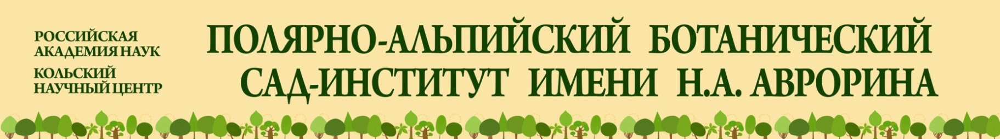 РОССИЙСКАЯ
АКАДЕМИЯ НАУК
КОЛЬСКИЙ
НАУЧНЫЙ ЦЕНТР
ПОЛЯРНО-АЛЬПИЙСКИЙ БОТАНИЧЕСКИЙ
САД-ИНСТИТУТ ИМЕНИ Н.А. АВРОРИНА